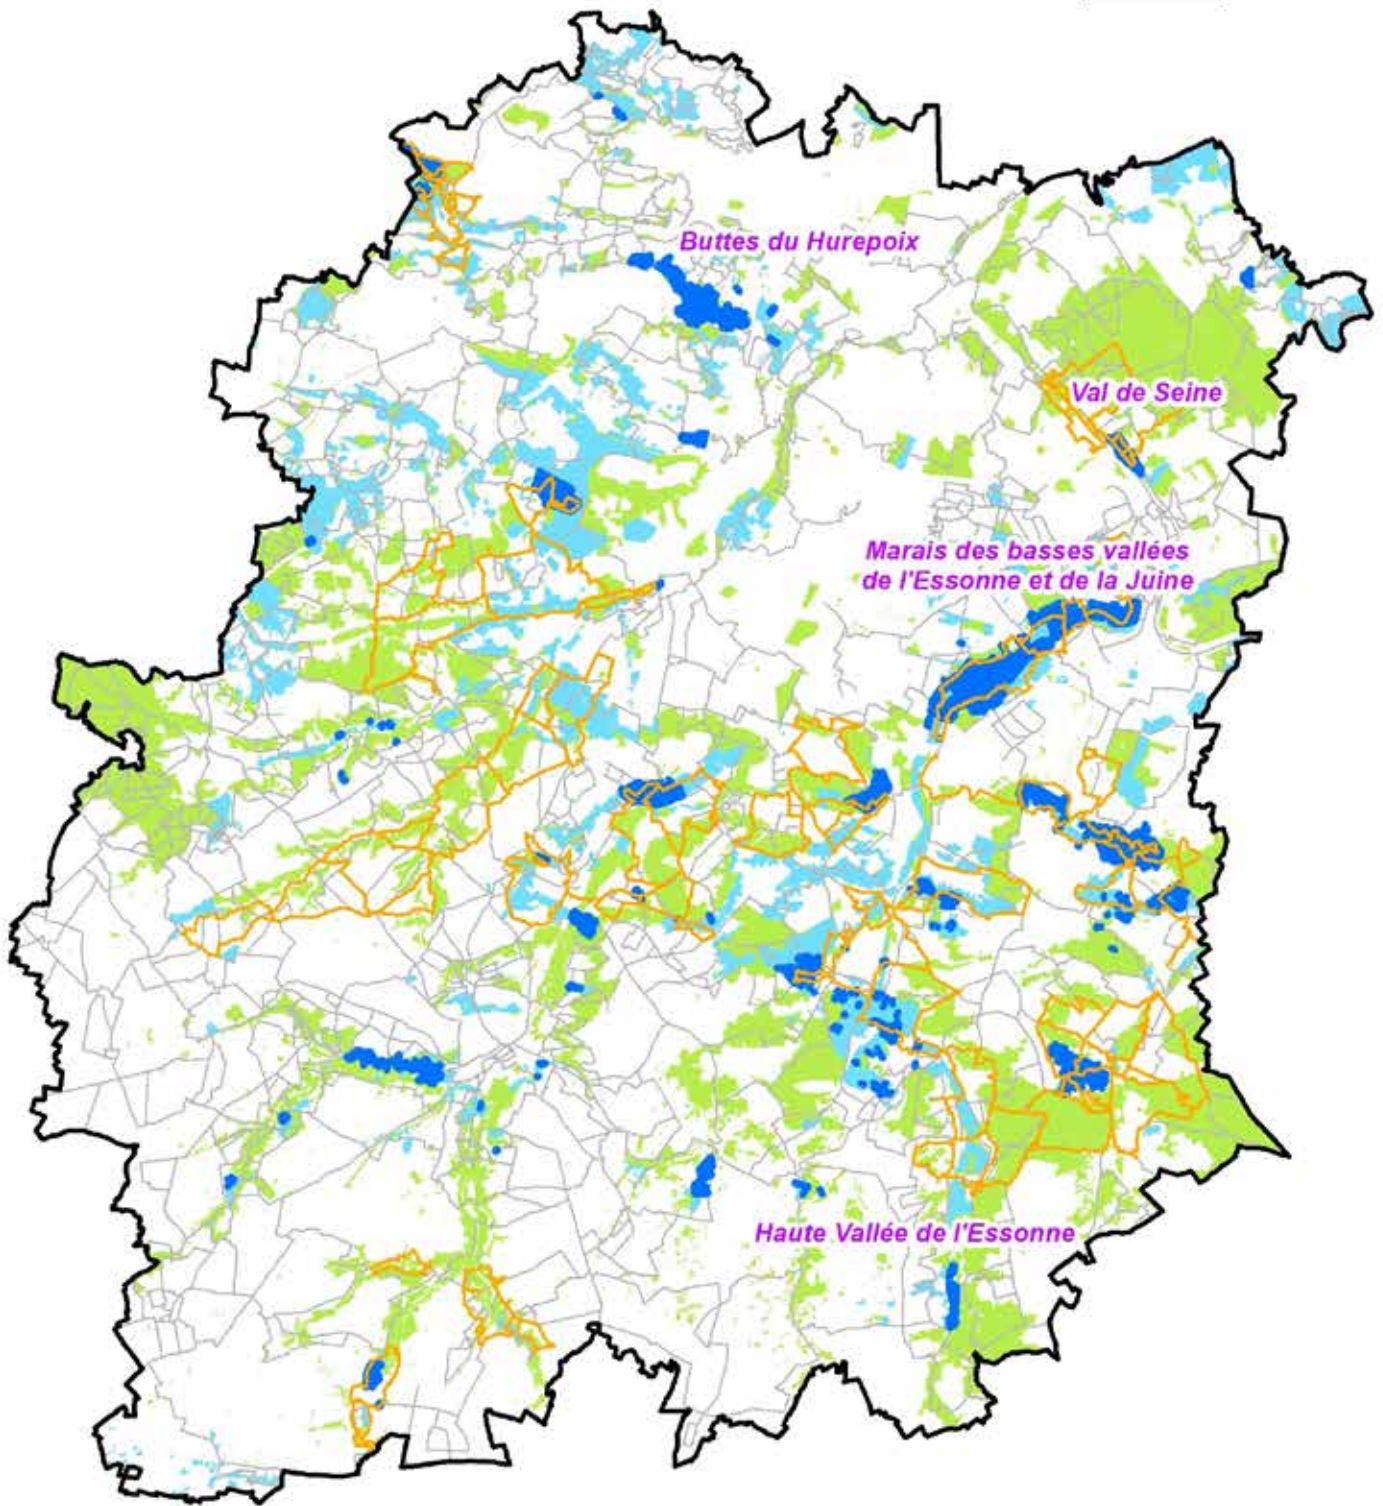 Buttes du Hurepoix
Val de Seine
Marais des basses vallées
de l'Essonne et de la Juine
Haute Vallée de l'Essonne